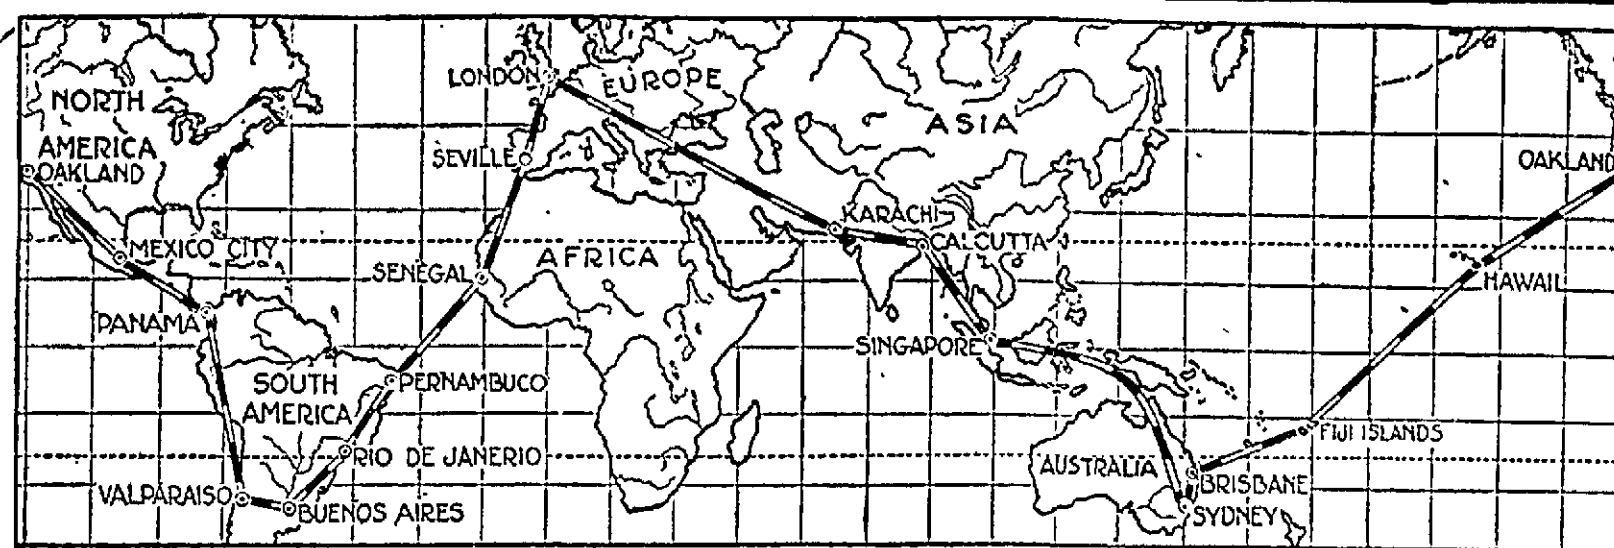 LONDON
EUROPE
NORTH
AMERICA
ASIA
SEVILLE
OAKLAND
OAKLAND
KARACHI
MEXICO CITY
CALCUTTA
AFRICA
SENEGAL
HAWAII
PANAMA
SINGAPORE
SOUTH
AMERICA
PERNAMBUCO
FIJI ISLANDS
RIO DE JANERIO
AUSTRALIA
BRISBANE
VALPARAISO
BUENOS AIRES
SYDNEY